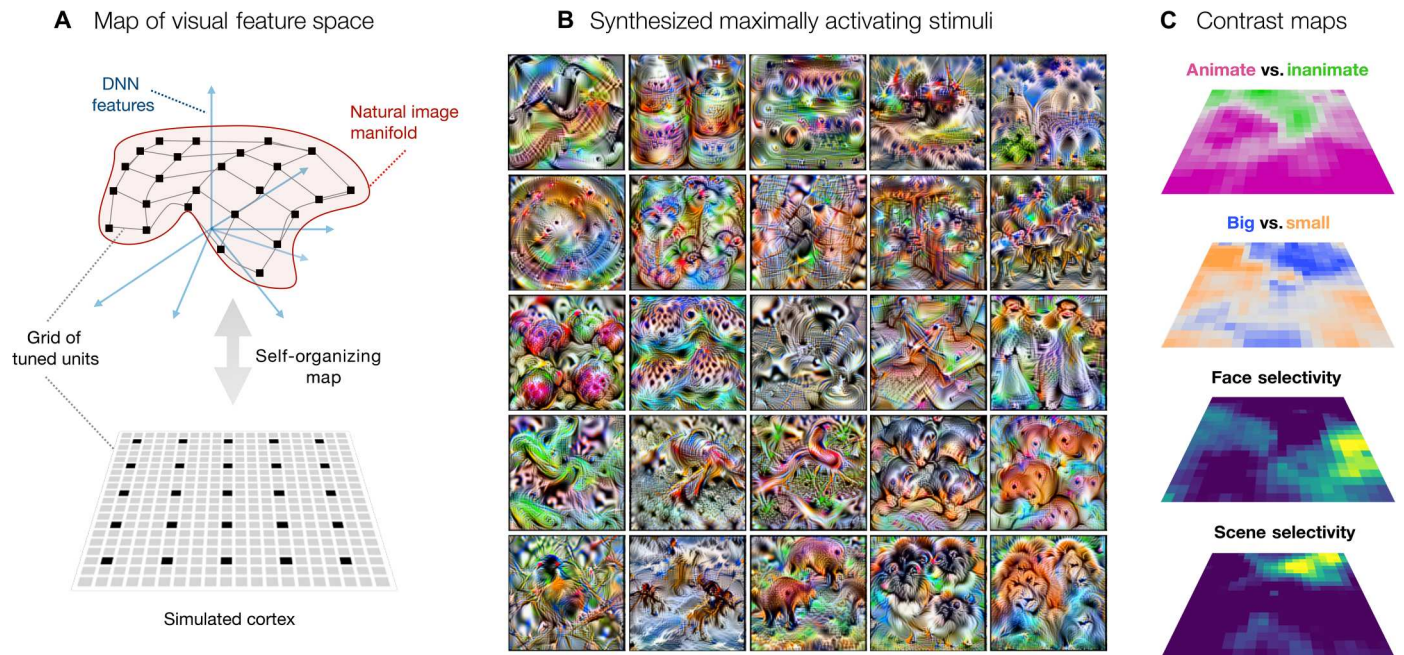 A Map of visual feature space
DNN
features
Natural image
manifold
Grid of
tuned units
Self-organizing
map
Simulated cortex
B Synthesized maximally activating stimuli
C Contrast maps
Animate vs. inanimate
Big vs. small
Face selectivity
Scene selectivity